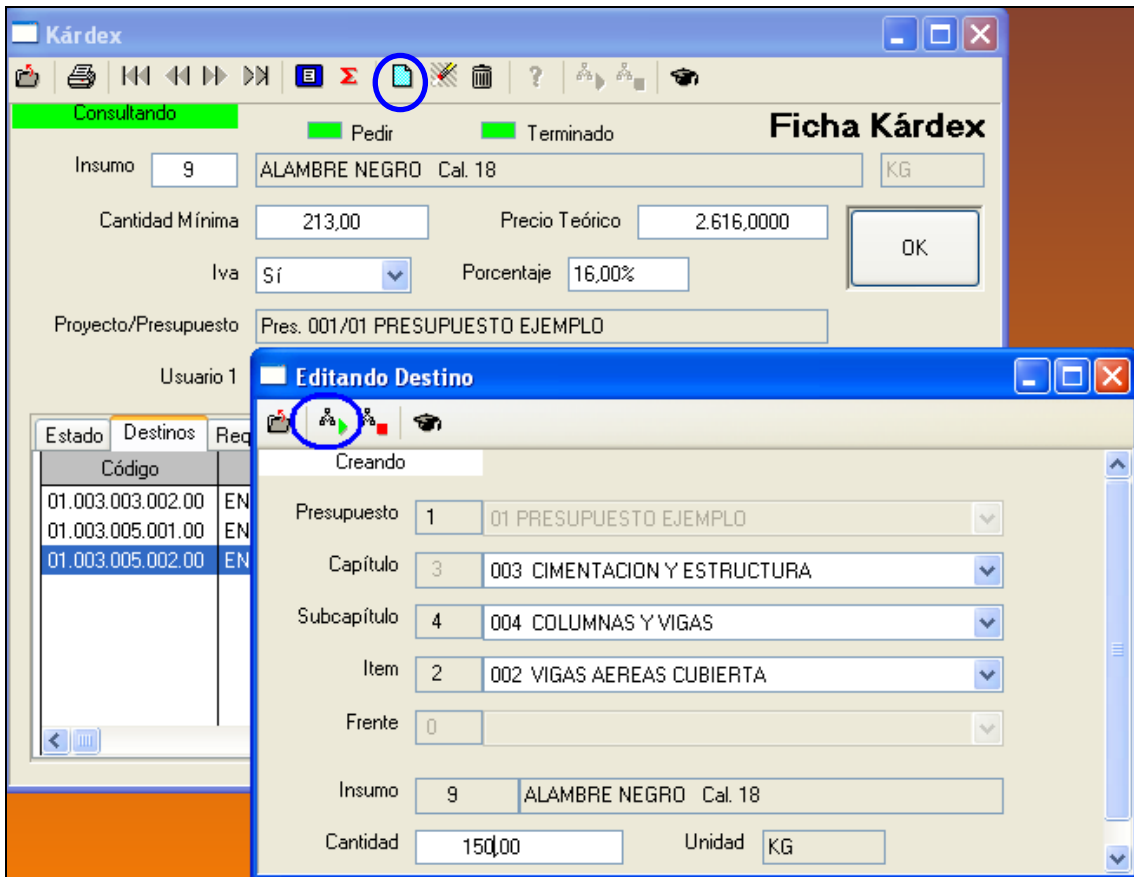 Kárdex
Consultando
Pedir
Terminado
Ficha Kárdex
Insumo 9 ALAMBRE NEGRO Cal. 18 KG
Cantidad Mínima 213,00 Precio Teórico 2.616,0000
OK
Iva Sí Porcentaje 16,00%
Proyecto/Presupuesto Pres. 001/01 PRESUPUESTO EJEMPLO
Usuario 1
Estado Destinos Req
Código
01.003.003.002.00 EN
01.003.005.001.00 EN
01.003.005.002.00 EN
Editando Destino
Creando
Presupuesto 1 01 PRESUPUESTO EJEMPLO
Capítulo 3 003 CIMENTACION Y ESTRUCTURA
Subcapítulo 4 004 COLUMNAS Y VIGAS
Item 2 002 VIGAS AEREAS CUBIERTA
Frente 0
Insumo 9 ALAMBRE NEGRO Cal. 18
Cantidad 150,00 Unidad KG